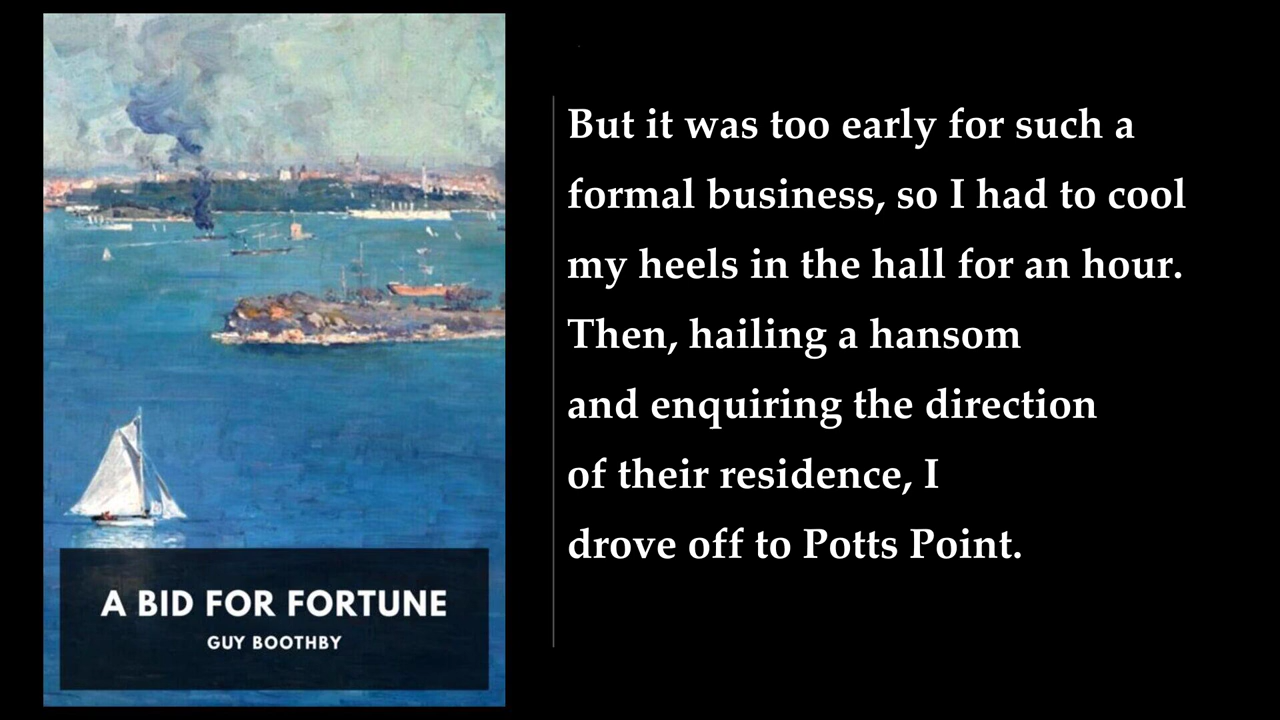 But it was too early for such a
formal business, so I had to cool
my heels in the hall for an hour.
Then, hailing a hansom
and enquiring the direction
of their residence, I
drove off to Potts Point.
A BID FOR FORTUNE
GUY BOOTHBY